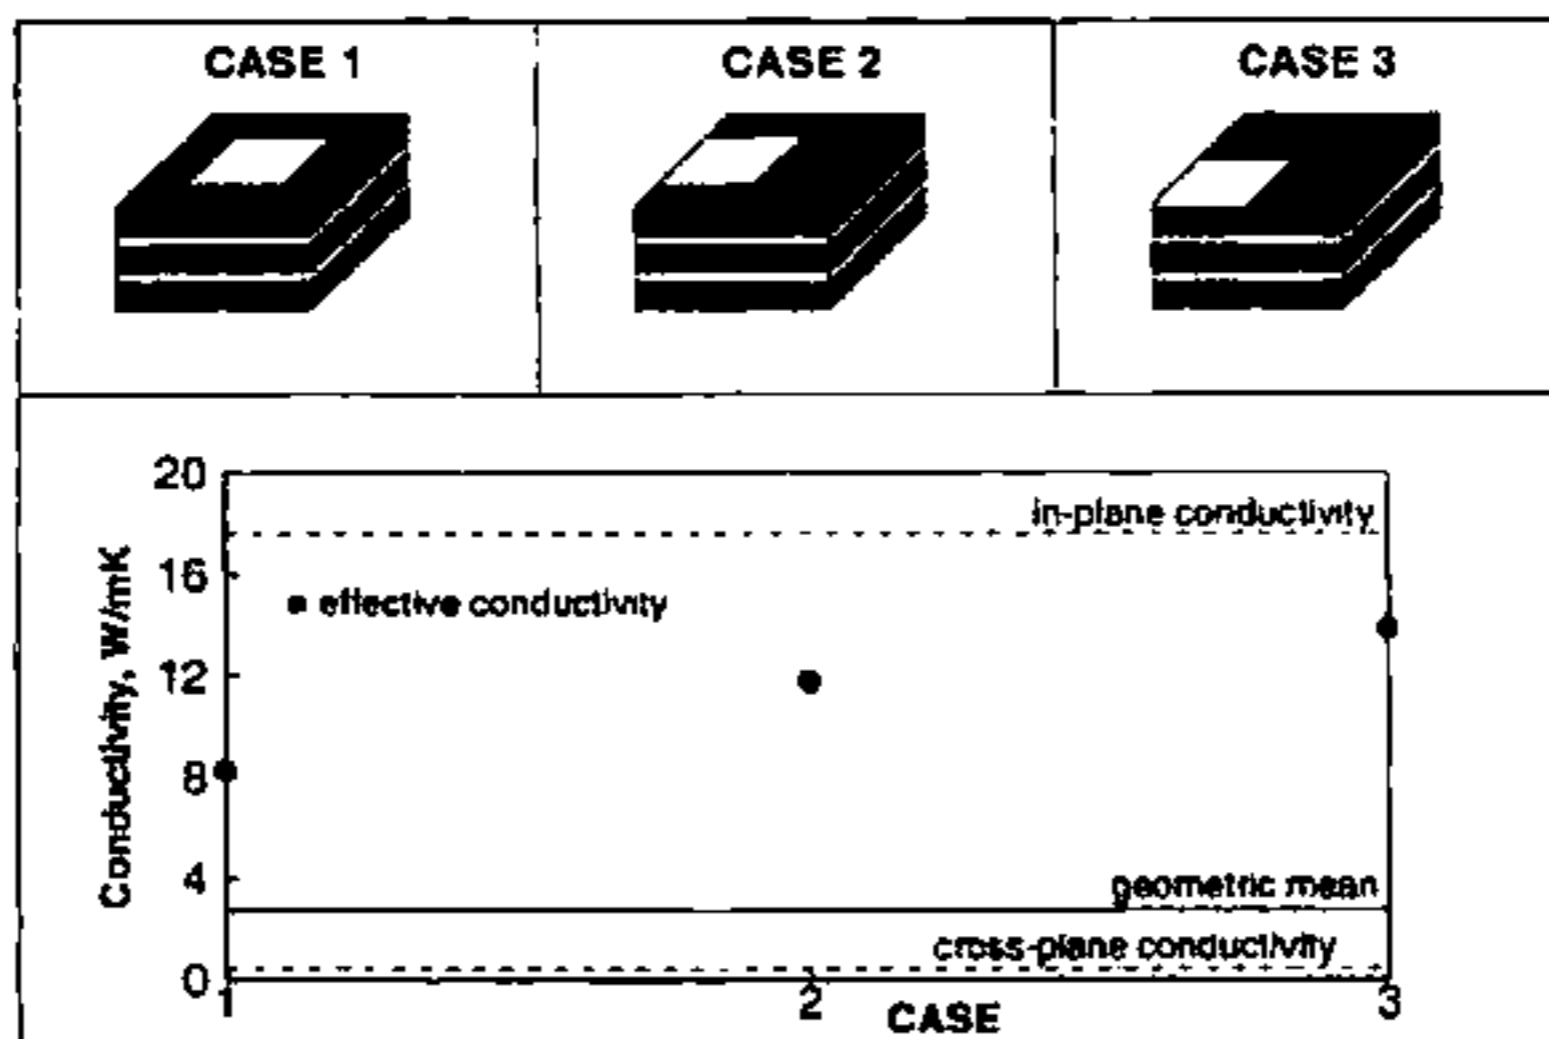 CASE 1
CASE 2
CASE 3
20
in-plane conductivity
16
effective conductivity
12
Conductivity, W/mK
8
4
geometric mean
cross-plane conductivity
0
1
2
3
CASE